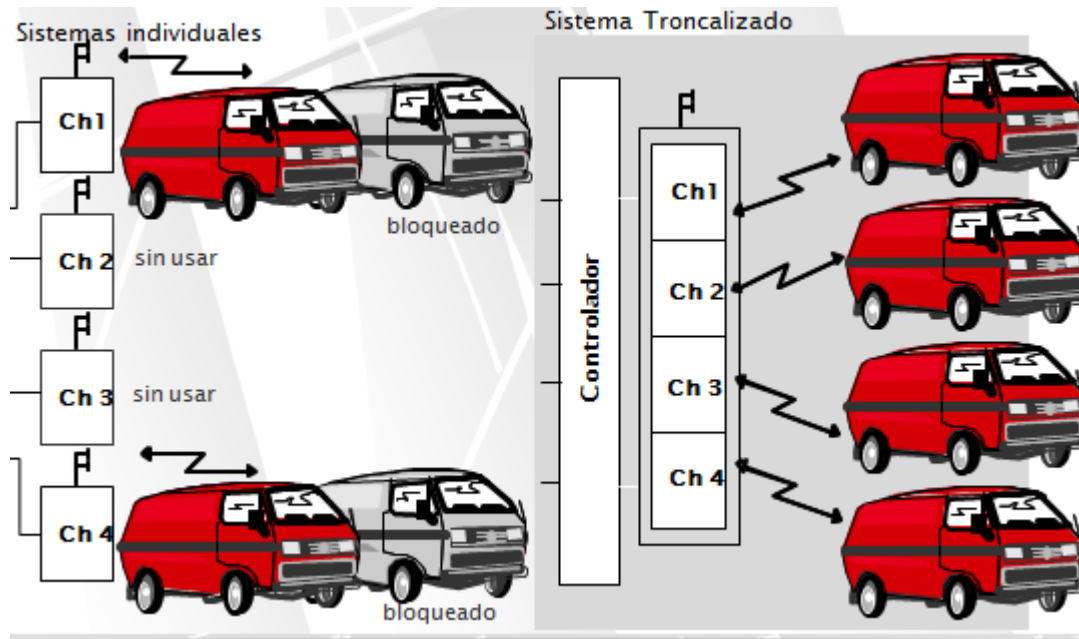 Sistemas individuales
Ch1
bloqueado
Ch 2
sin usar
Ch 3
sin usar
Ch 4
bloqueado
Sistema Troncalizado
Controlador
Ch1
Ch 2
Ch 3
Ch 4